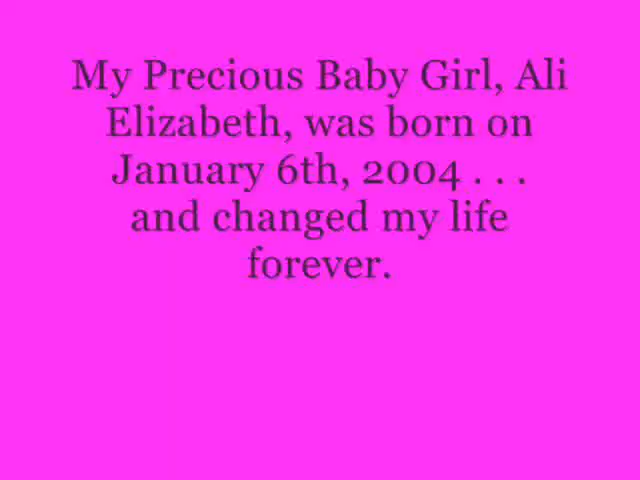 My Precious Baby Girl, Ali
Elizabeth, was born on
January 6th, 2004 . . .
and changed my life
forever.